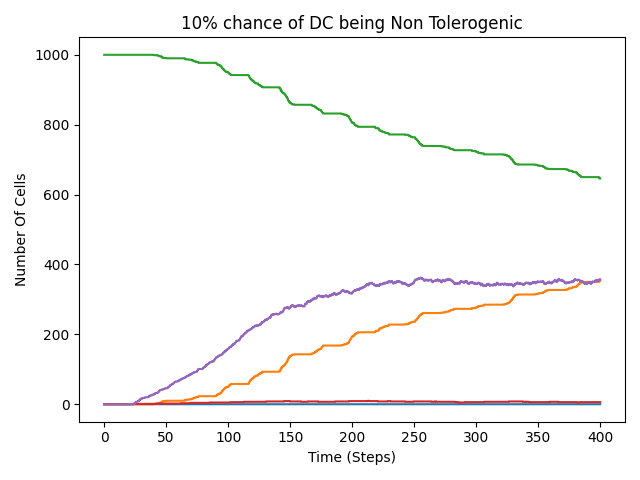 10% chance of DC being Non Tolerogenic
1000
800
600
400
200
0
Number Of Cells
0 50 100 150 200 250 300 350 400
Time (Steps)